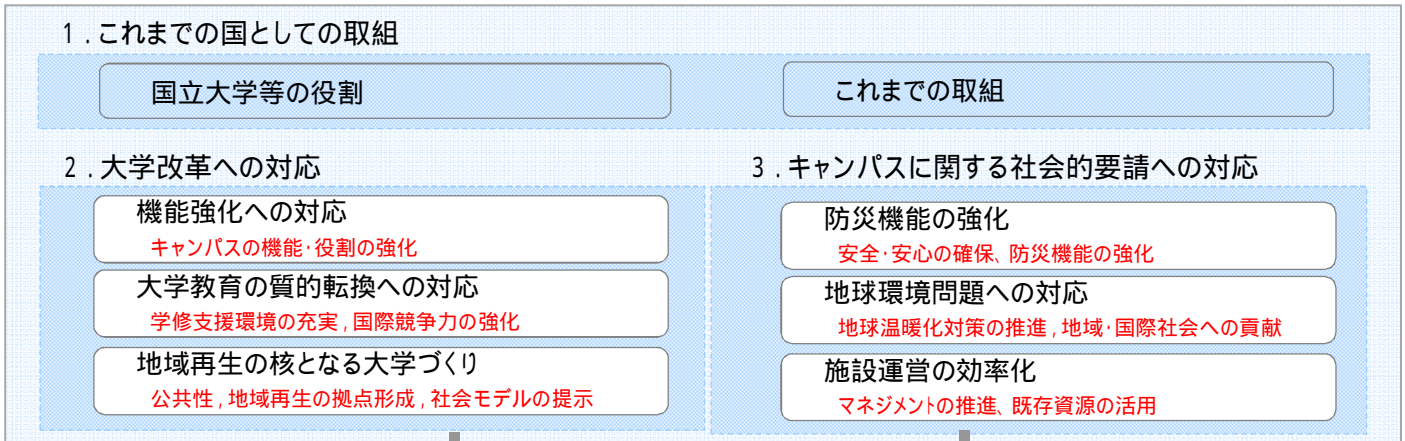 1．これまでの国としての取組
国立大学等の役割
これまでの取組
2．大学改革への対応
機能強化への対応
キャンパスの機能・役割の強化
大学教育の質的転換への対応
学修支援環境の充実，国際競争力の強化
地域再生の核となる大学づくり
公共性，地域再生の拠点形成，社会モデルの提示
3．キャンパスに関する社会的要請への対応
防災機能の強化
安全・安心の確保、防災機能の強化
地球環境問題への対応
地球温暖化対策の推進，地域・国際社会への貢献
施設運営の効率化
マネジメントの推進、既存資源の活用